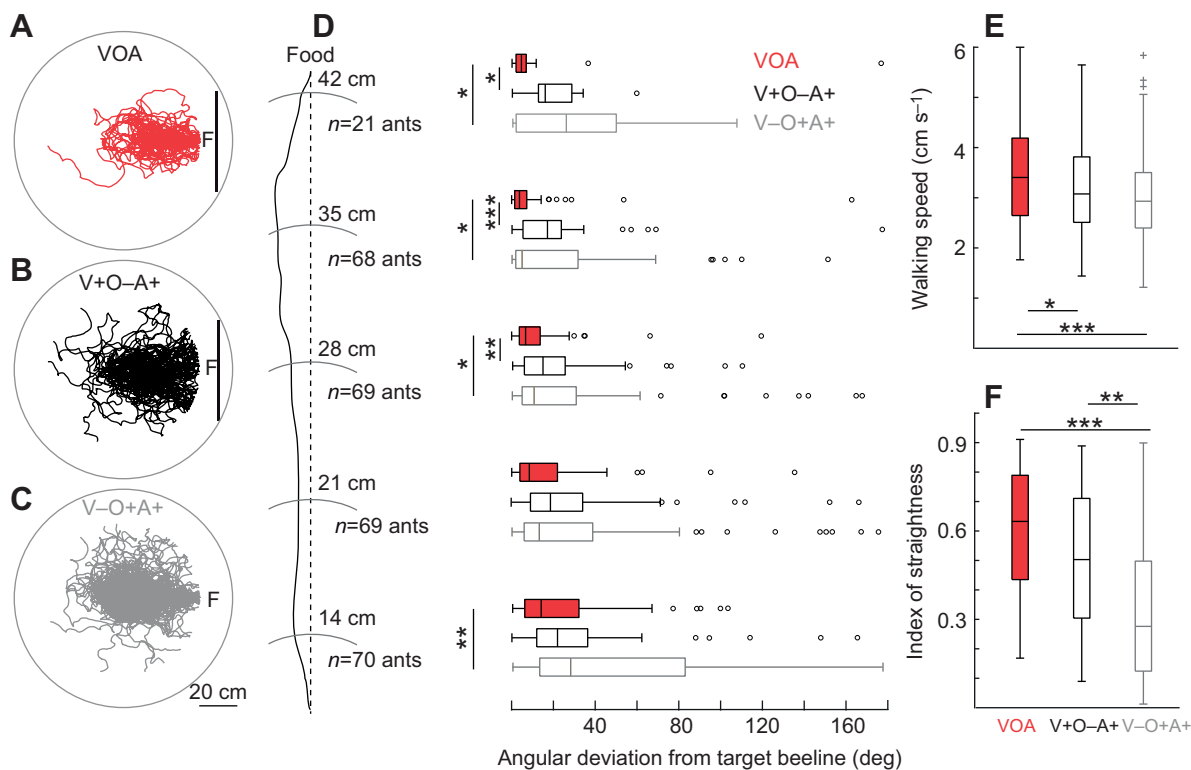 A
VOA
F
B
V+O–A+
F
C
V–O+A+
F
20 cm
D
Food
42 cm
n=21 ants
35 cm
n=68 ants
28 cm
n=69 ants
21 cm
n=69 ants
14 cm
n=70 ants
*
*
*
***
*
**
**
VOA
V+O–A+
V–O+A+
40
80
120
160
Angular deviation from target beeline (deg)
E
Walking speed (cm s–1)
6
4
2
*
***
F
Index of straightness
0.9
0.6
0.3
**
***
VOA
V+O–A+
V–O+A+